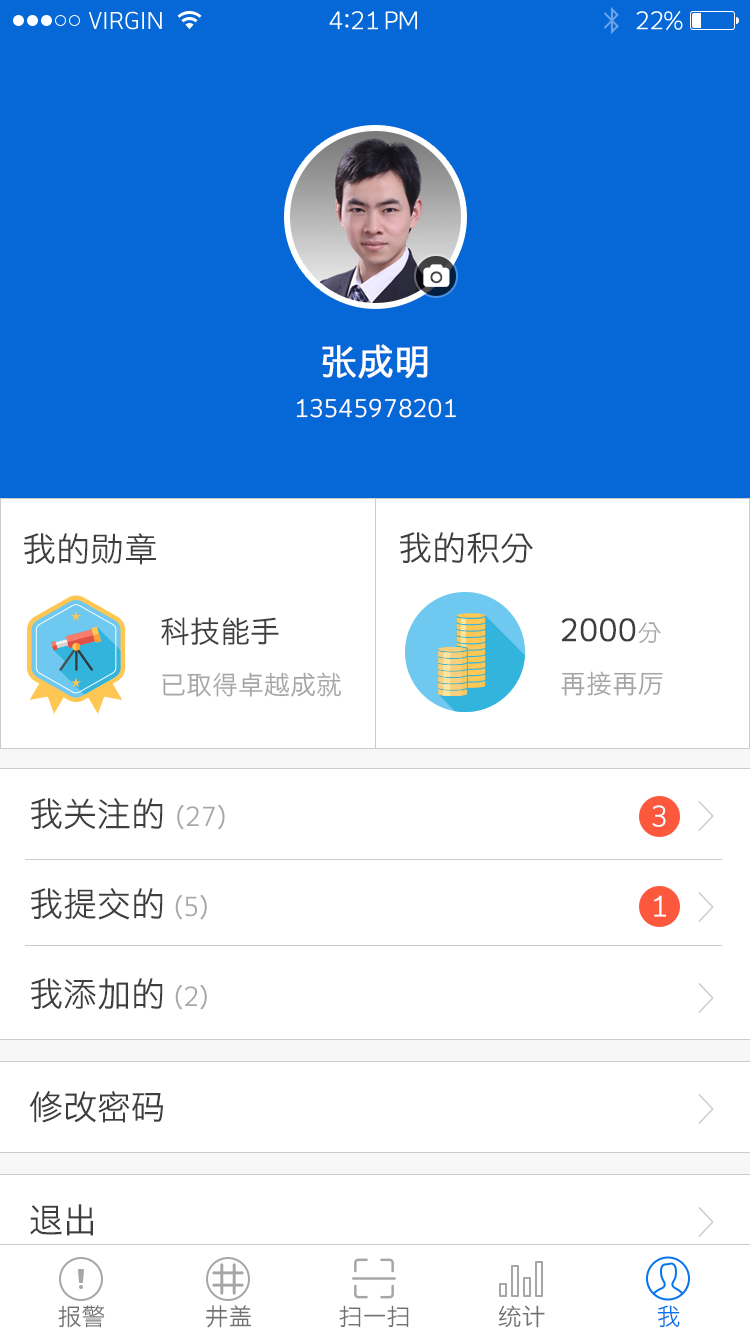 VIRGIN 4:21 PM 22%
张成明
13545978201
我的勋章
科技能手
已取得卓越成就
我的积分
2000分
再接再厉
我关注的 (27) 3
我提交的 (5) 1
我添加的 (2)
修改密码
退出
报警 井盖 扫一扫 统计 我